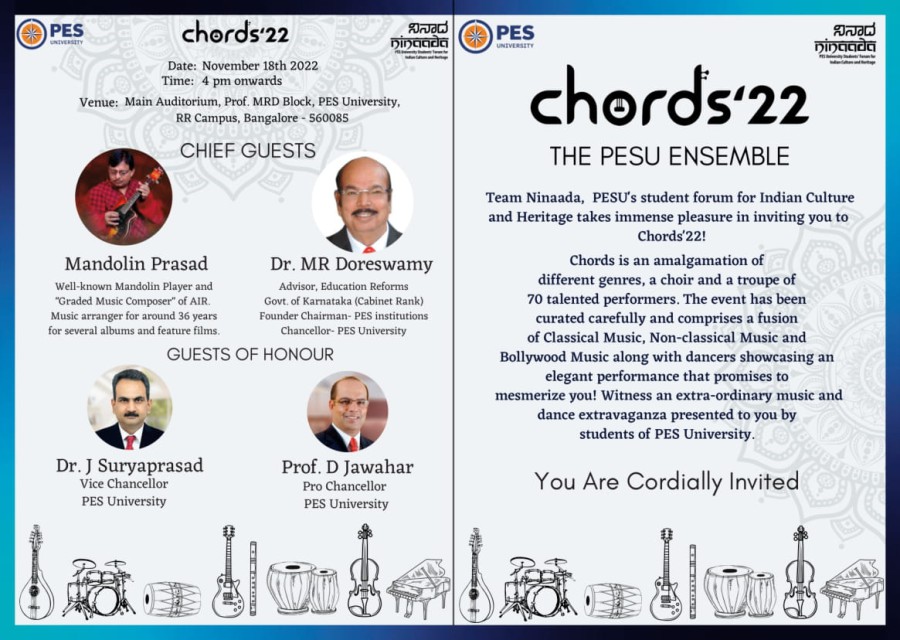 PES
UNIVERSITY
chords'22
ನಿನಾದ
ninaada
PES University Students' Forum for
Indian Culture and Heritage
Date: November 18th 2022
Time: 4 pm onwards
Venue: Main Auditorium, Prof. MRD Block, PES University,
RR Campus, Bangalore - 560085
CHIEF GUESTS
Mandolin Prasad
Well-known Mandolin Player and
"Graded Music Composer" of AIR.
Music arranger for around 36 years
for several albums and feature films.
Dr. MR Doreswamy
Advisor, Education Reforms
Govt. of Karnataka (Cabinet Rank)
Founder Chairman- PES institutions
Chancellor- PES University
GUESTS OF HONOUR
Dr. J Suryaprasad
Vice Chancellor
PES University
Prof. D Jawahar
Pro Chancellor
PES University
PES
UNIVERSITY
ನಿನಾದ
ninaada
PES University Students' Forum for
Indian Culture and Heritage
chords'22
THE PESU ENSEMBLE
Team Ninaada, PESU's student forum for Indian Culture
and Heritage takes immense pleasure in inviting you to
Chords'22!
Chords is an amalgamation of
different genres, a choir and a troupe of
70 talented performers. The event has been
curated carefully and comprises a fusion
of Classical Music, Non-classical Music and
Bollywood Music along with dancers showcasing an
elegant performance that promises to
mesmerize you! Witness an extra-ordinary music and
dance extravaganza presented to you by
students of PES University.
You Are Cordially Invited